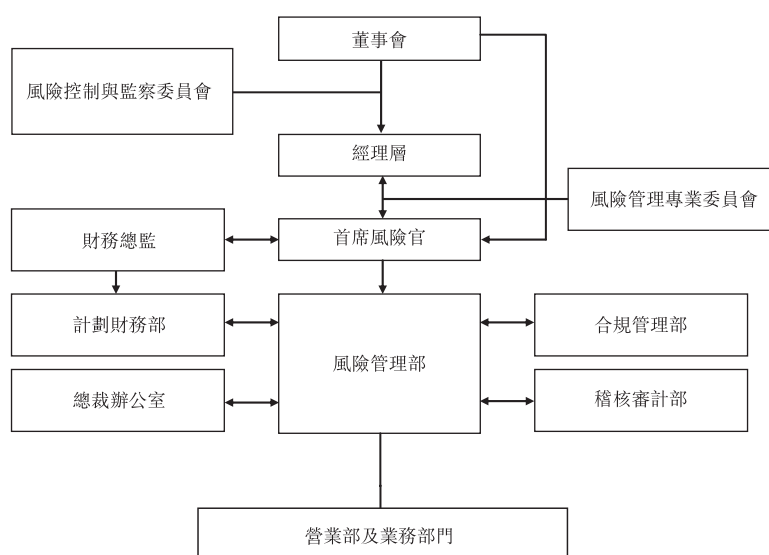 董事會
風險控制與監察委員會
經理層
風險管理專業委員會
財務總監
首席風險官
計劃財務部
風險管理部
合規管理部
總裁辦公室
稽核審計部
營業部及業務部門